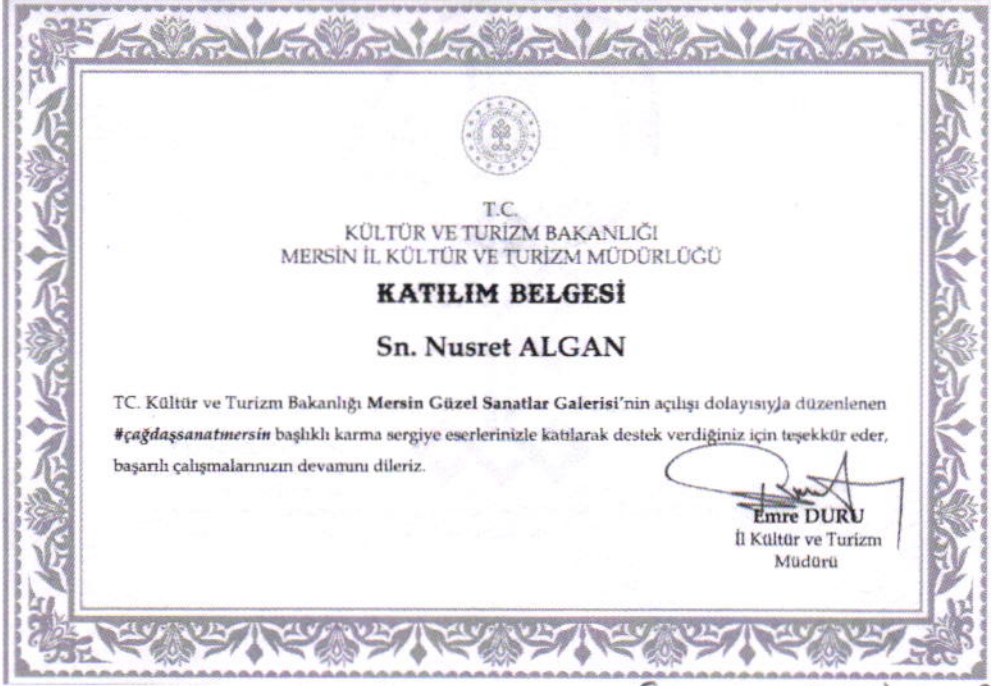 T.C.
KÜLTÜR VE TURİZM BAKANLIĞI
MERSİN İL KÜLTÜR VE TURİZM MÜDÜRLÜĞÜ
KATILIM BELGESİ
Sn. Nusret ALGAN
TC. Kültür ve Turizm Bakanlığı Mersin Güzel Sanatlar Galerisi'nin açılışı dolayısıyla düzenlenen
#çağdaşsanatmersin başlıklı karma sergiye eserlerinizle katılarak destek verdiğiniz için teşekkür eder,
başarılı çalışmalarınızın devamını dileriz.
Emre DURU
İl Kültür ve Turizm
Müdürü